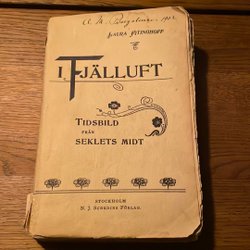 LAURA FITINGHOFF
I FJÄLLUFT
TIDSBILD
FRÅN
SEKLETS MIDT
STOCKHOLM
N. J. SCHEDINS FÖRLAG.